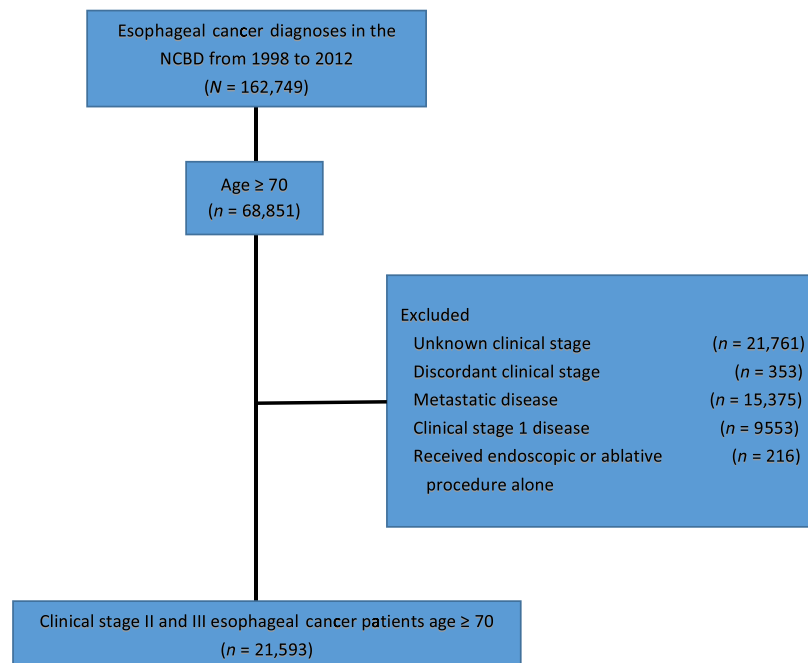 Esophageal cancer diagnoses in the
NCBD from 1998 to 2012
(N = 162,749)
Age ≥ 70
(n = 68,851)
Excluded
Unknown clinical stage (n = 21,761)
Discordant clinical stage (n = 353)
Metastatic disease (n = 15,375)
Clinical stage 1 disease (n = 9553)
Received endoscopic or ablative (n = 216)
procedure alone
Clinical stage II and III esophageal cancer patients age ≥ 70
(n = 21,593)